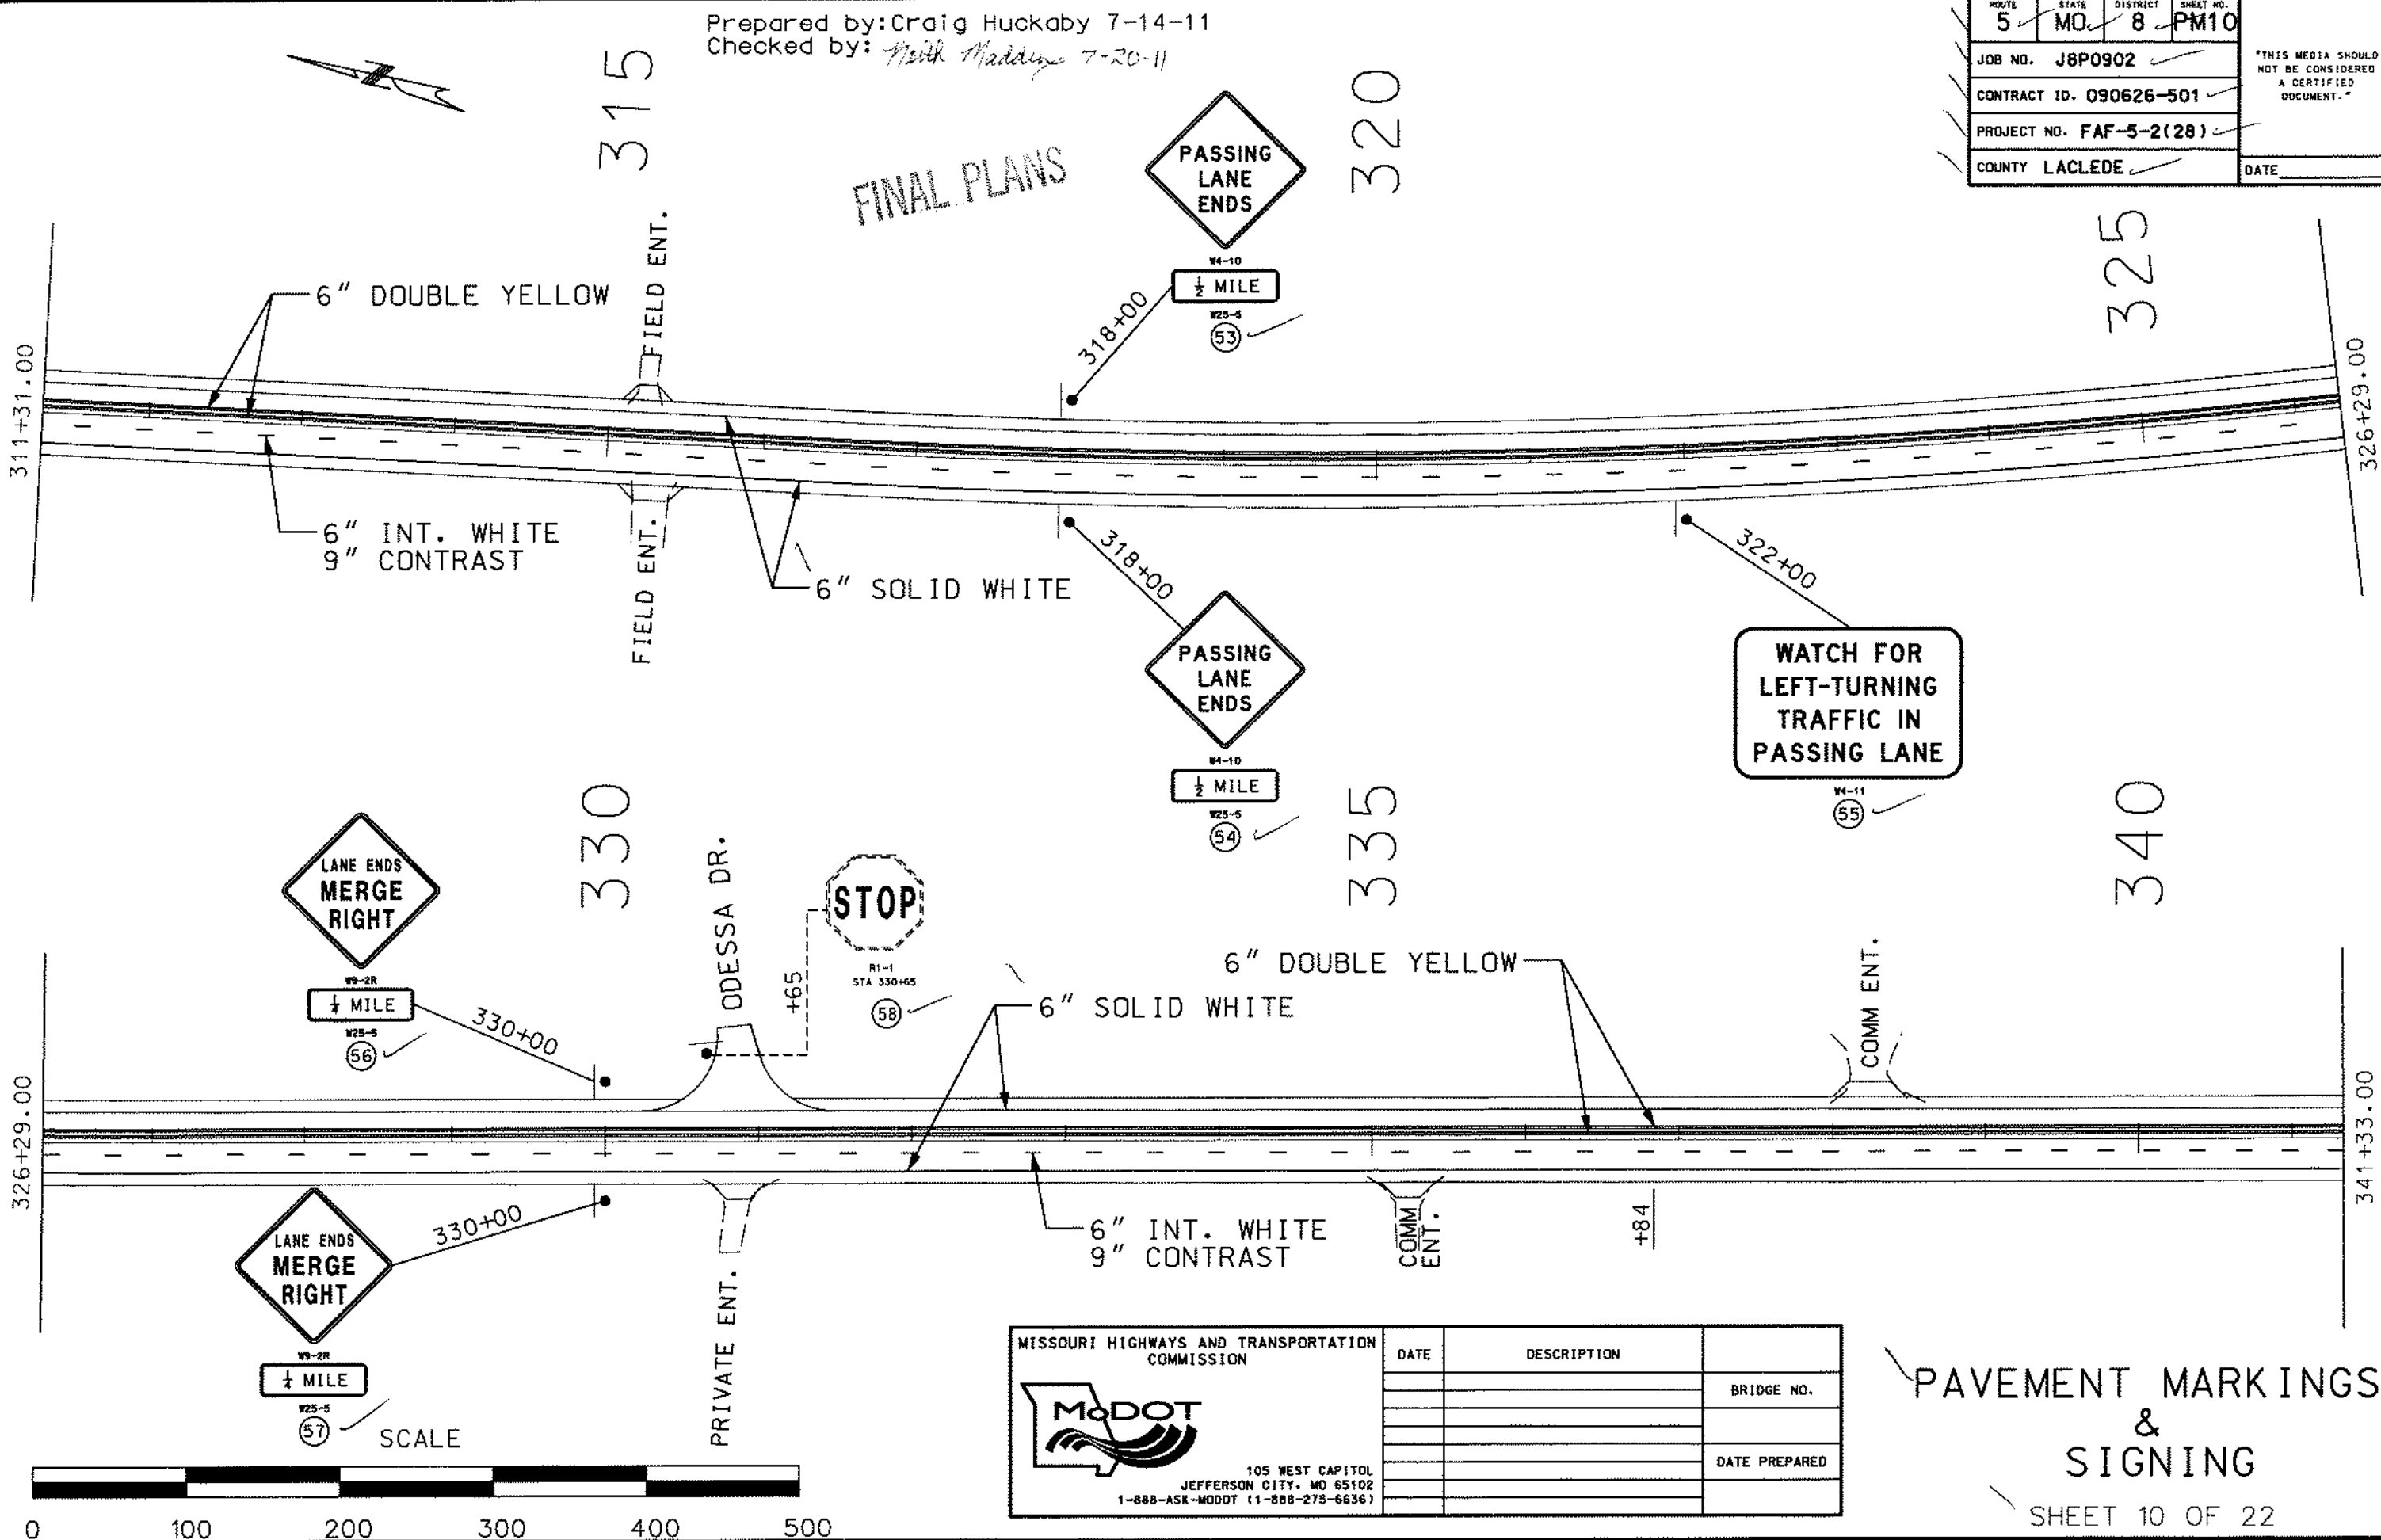 Prepared by: Craig Huckaby 7-14-11
Checked by: Keith Maddux 7-20-11
ROUTE
5
STATE
MO
DISTRICT
8
SHEET NO.
PM10
JOB NO. J8P0902
CONTRACT ID. 090626-501
PROJECT NO. FAF-5-2(28)
COUNTY LACLEDE
"THIS MEDIA SHOULD
NOT BE CONSIDERED
A CERTIFIED
DOCUMENT."
DATE
FINAL PLANS
315
320
325
PASSING
LANE
ENDS
W4-10
1/2 MILE
W25-5
53
318+00
FIELD ENT.
6" DOUBLE YELLOW
311+31.00
326+29.00
6" INT. WHITE
9" CONTRAST
FIELD ENT.
6" SOLID WHITE
318+00
PASSING
LANE
ENDS
W4-10
1/2 MILE
W25-5
54
322+00
WATCH FOR
LEFT-TURNING
TRAFFIC IN
PASSING LANE
W4-11
55
330
335
340
LANE ENDS
MERGE
RIGHT
W9-2R
1/4 MILE
W25-5
56
330+00
ODESSA DR.
+65
STOP
R1-1
STA 330+65
58
6" DOUBLE YELLOW
6" SOLID WHITE
COMM ENT.
326+29.00
341+33.00
LANE ENDS
MERGE
RIGHT
W9-2R
1/4 MILE
W25-5
57
330+00
PRIVATE ENT.
6" INT. WHITE
9" CONTRAST
COMM
ENT.
+84
SCALE
0 100 200 300 400 500
MISSOURI HIGHWAYS AND TRANSPORTATION
COMMISSION
MoDOT
105 WEST CAPITOL
JEFFERSON CITY, MO 65102
1-888-ASK-MODOT (1-888-275-6636)
DATE
DESCRIPTION
BRIDGE NO.
DATE PREPARED
PAVEMENT MARKINGS
&
SIGNING
SHEET 10 OF 22